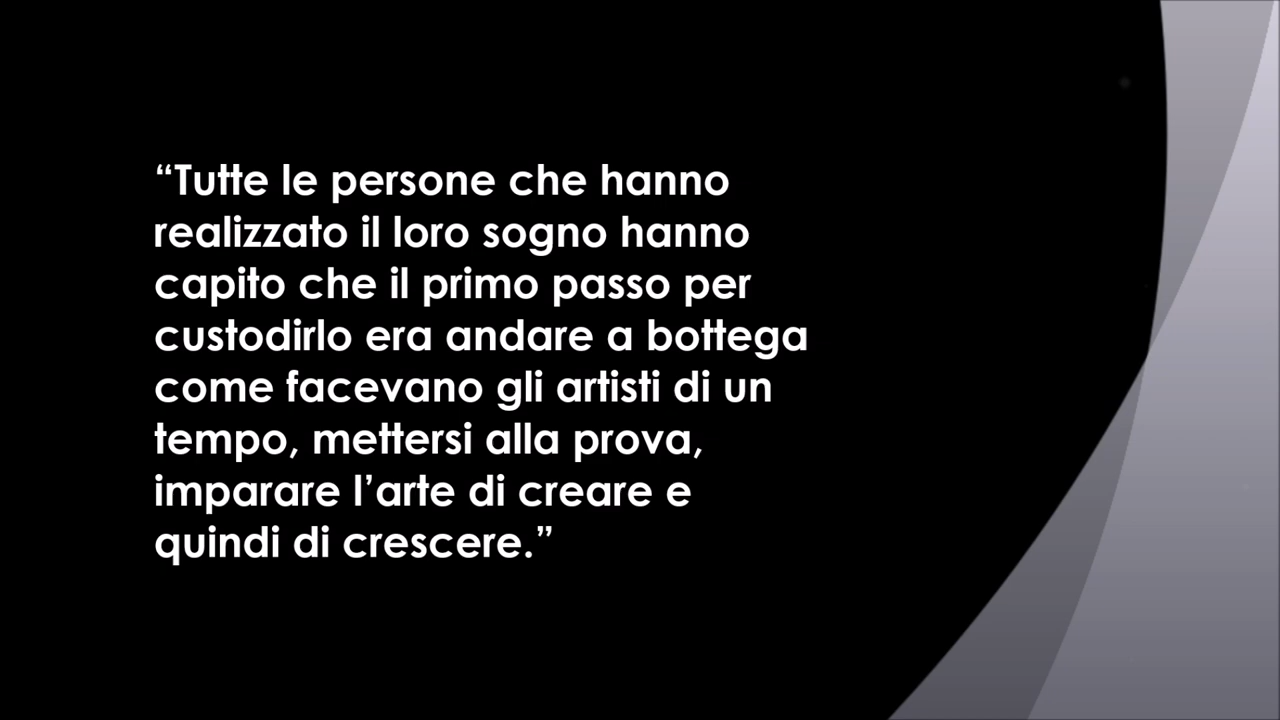 “Tutte le persone che hanno
realizzato il loro sogno hanno
capito che il primo passo per
custodirlo era andare a bottega
come facevano gli artisti di un
tempo, mettersi alla prova,
imparare l’arte di creare e
quindi di crescere.”